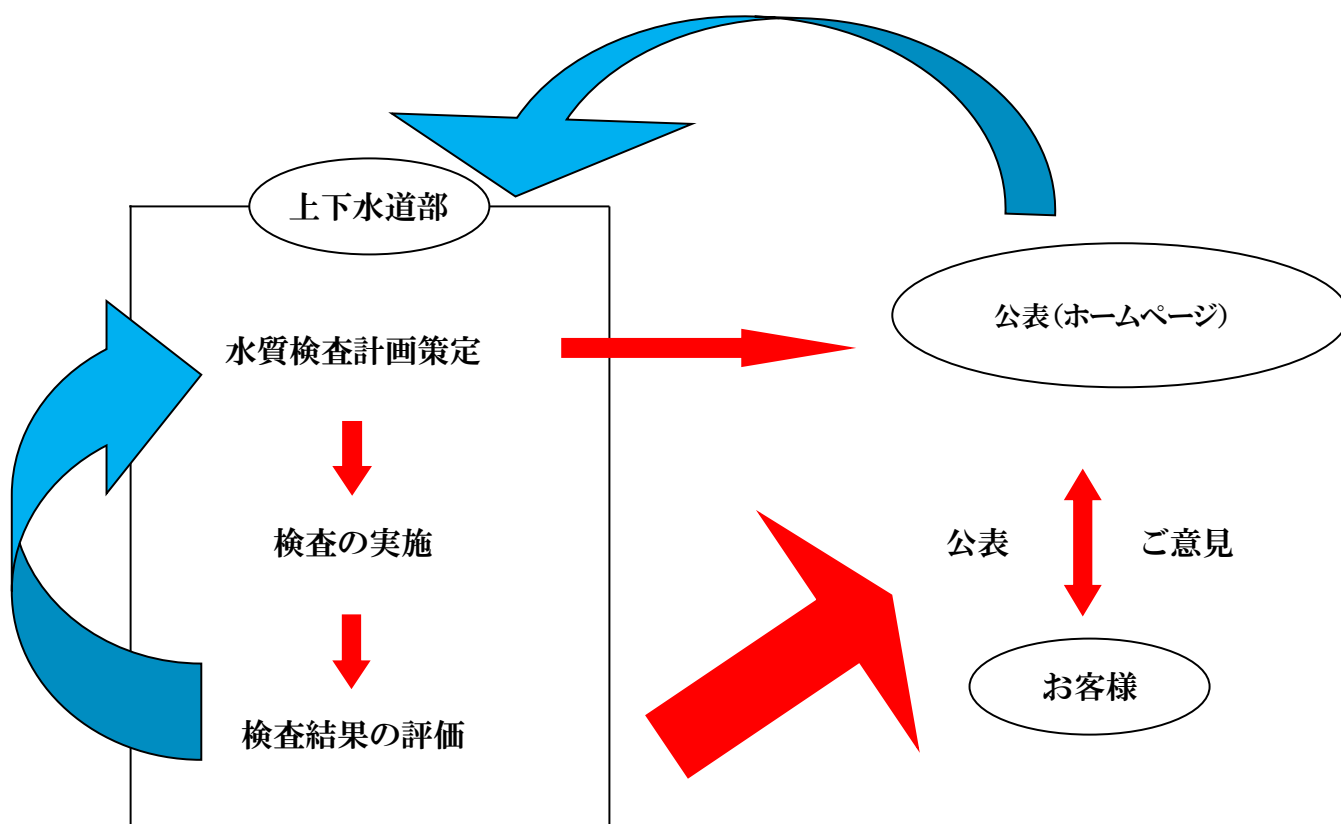 上下水道部
公表(ホームページ)
水質検査計画策定
検査の実施
公表
ご意見
お客様
検査結果の評価